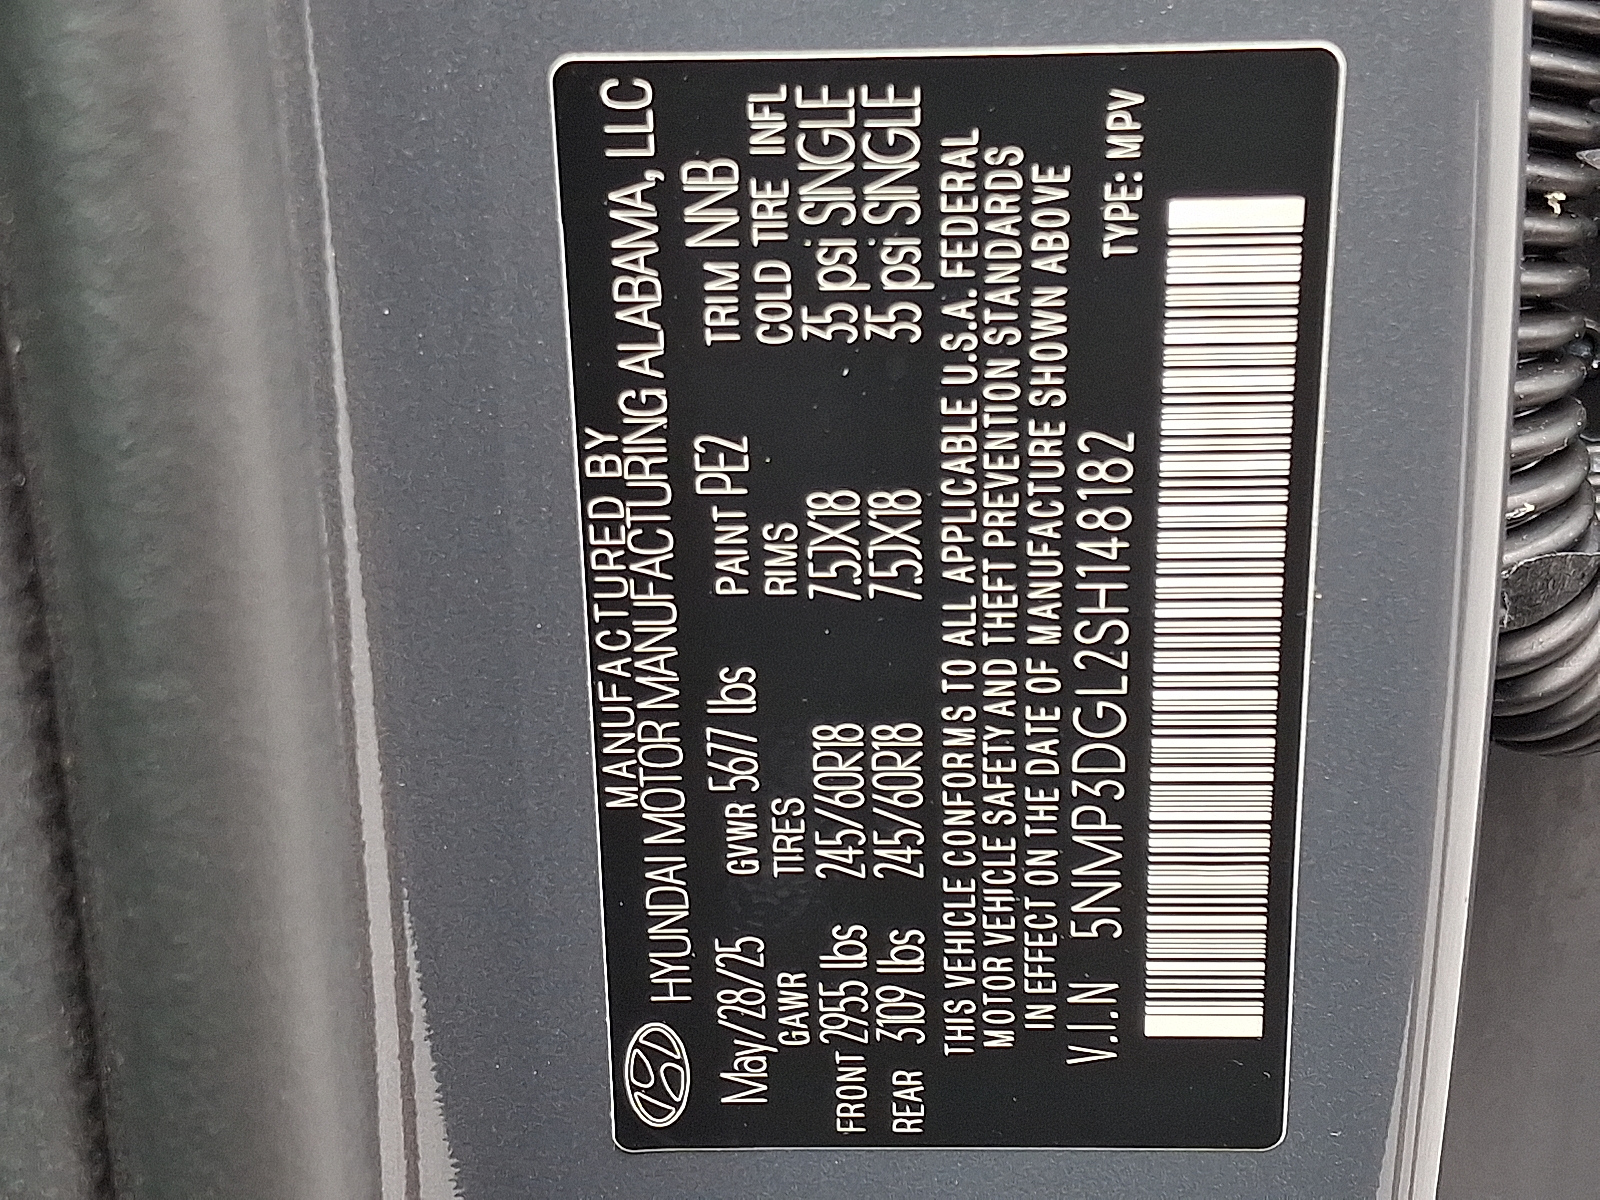 MANUFACTURED BY
HYUNDAI MOTOR MANUFACTURING ALABAMA, LLC
May/28/25 GVWR 5677 lbs PAINT PE2 TRIM NNB
GAWR TIRES RIMS COLD TIRE INFL
FRONT 2955 lbs 245/60R18 7.5JX18 35 psi SINGLE
REAR 3109 lbs 245/60R18 7.5JX18 35 psi SINGLE
THIS VEHICLE CONFORMS TO ALL APPLICABLE U.S.A. FEDERAL
MOTOR VEHICLE SAFETY AND THEFT PREVENTION STANDARDS
IN EFFECT ON THE DATE OF MANUFACTURE SHOWN ABOVE
V.I.N 5NMP3DGL2SH148182 TYPE: MPV